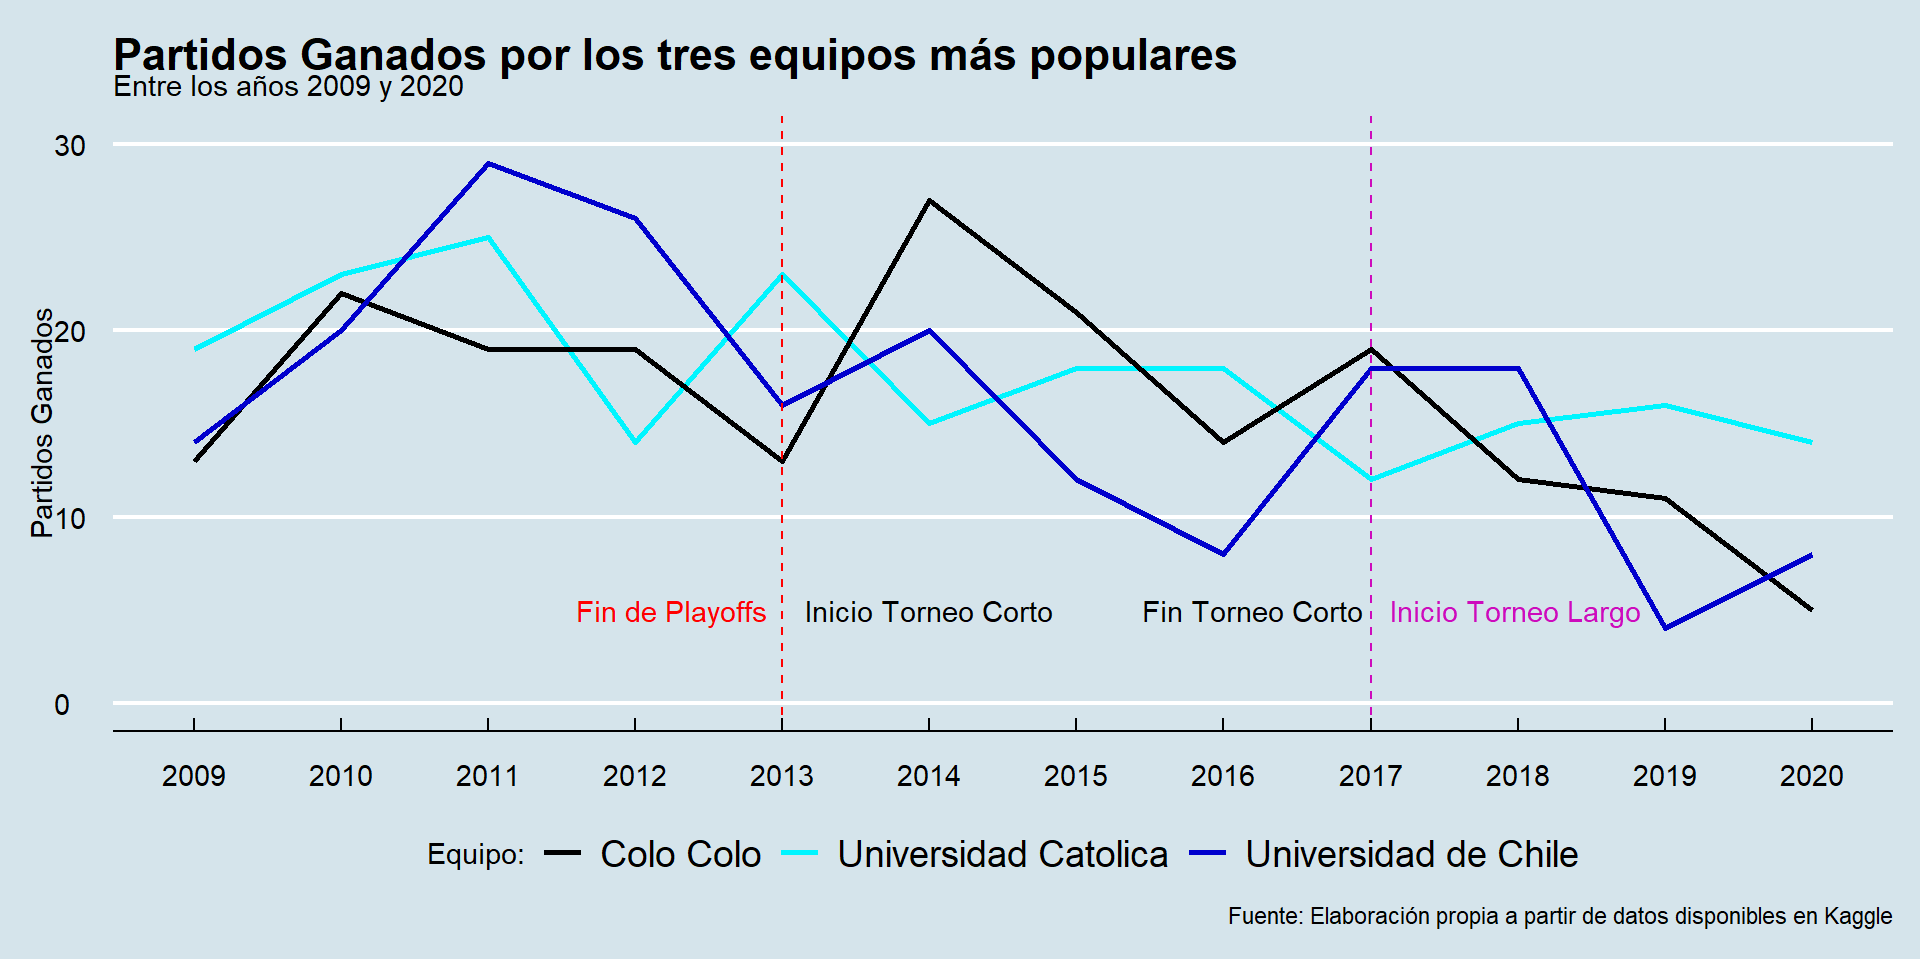 Partidos Ganados por los tres equipos más populares
Entre los años 2009 y 2020
Partidos Ganados
30
20
10
0
Fin de Playoffs
Inicio Torneo Corto
Fin Torneo Corto
Inicio Torneo Largo
2009 2010 2011 2012 2013 2014 2015 2016 2017 2018 2019 2020
Equipo: Colo Colo Universidad Catolica Universidad de Chile
Fuente: Elaboración propia a partir de datos disponibles en Kaggle